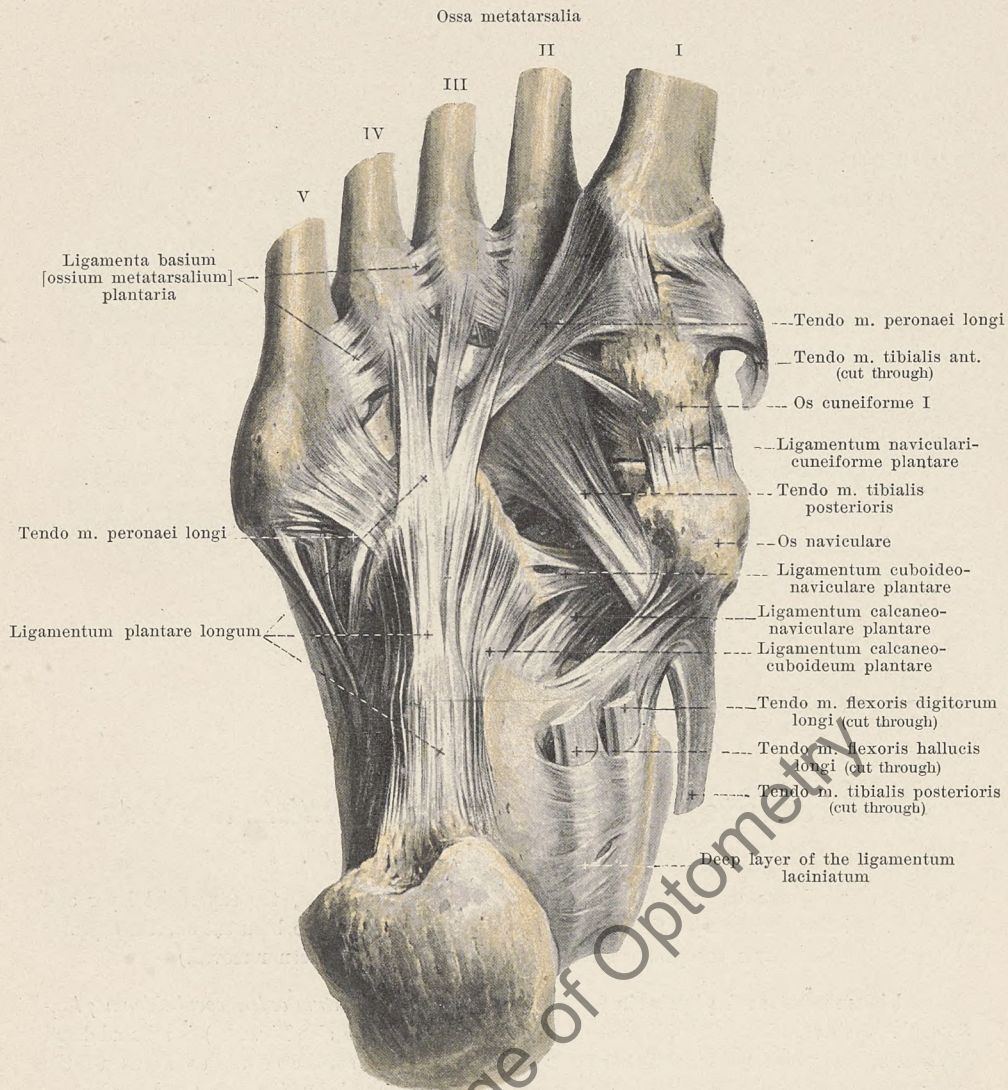 Ossa metatarsalia
I
II
III
IV
V
Ligamenta basium
[ossium metatarsalium]
plantaria
Tendo m. peronaei longi
Ligamentum plantare longum
Tendo m. peronaei longi
Tendo m. tibialis ant.
(cut through)
Os cuneiforme I
Ligamentum naviculari-
cuneiforme plantare
Tendo m. tibialis
posterioris
Os naviculare
Ligamentum cuboideo-
naviculare plantare
Ligamentum calcaneo-
naviculare plantare
Ligamentum calcaneo-
cuboideum plantare
Tendo m. flexoris digitorum
longi (cut through)
Tendo m. flexoris hallucis
longi (cut through)
Tendo m. tibialis posterioris
(cut through)
Deep layer of the ligamentum
laciniatum
of Optometry